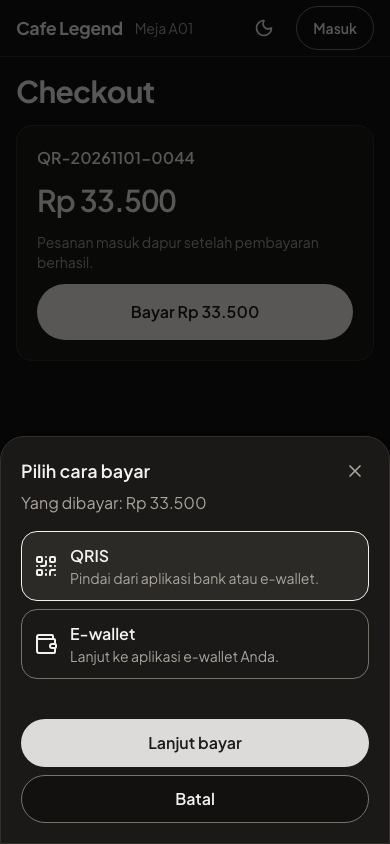 Cafe Legend Meja A01 Masuk
Checkout
QR-20261101-0044
Rp 33.500
Pesanan masuk dapur setelah pembayaran
berhasil.
Bayar Rp 33.500
Pilih cara bayar
Yang dibayar: Rp 33.500
QRIS
Pindai dari aplikasi bank atau e-wallet.
E-wallet
Lanjut ke aplikasi e-wallet Anda.
Lanjut bayar
Batal